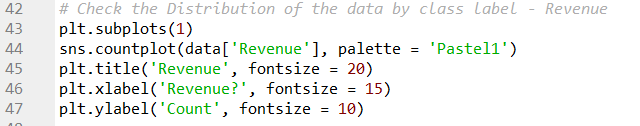 42 # Check the Distribution of the data by class label - Revenue
43 plt.subplots(1)
44 sns.countplot(data['Revenue'], palette = 'Pastel1')
45 plt.title('Revenue', fontsize = 20)
46 plt.xlabel('Revenue?', fontsize = 15)
47 plt.ylabel('Count', fontsize = 10)